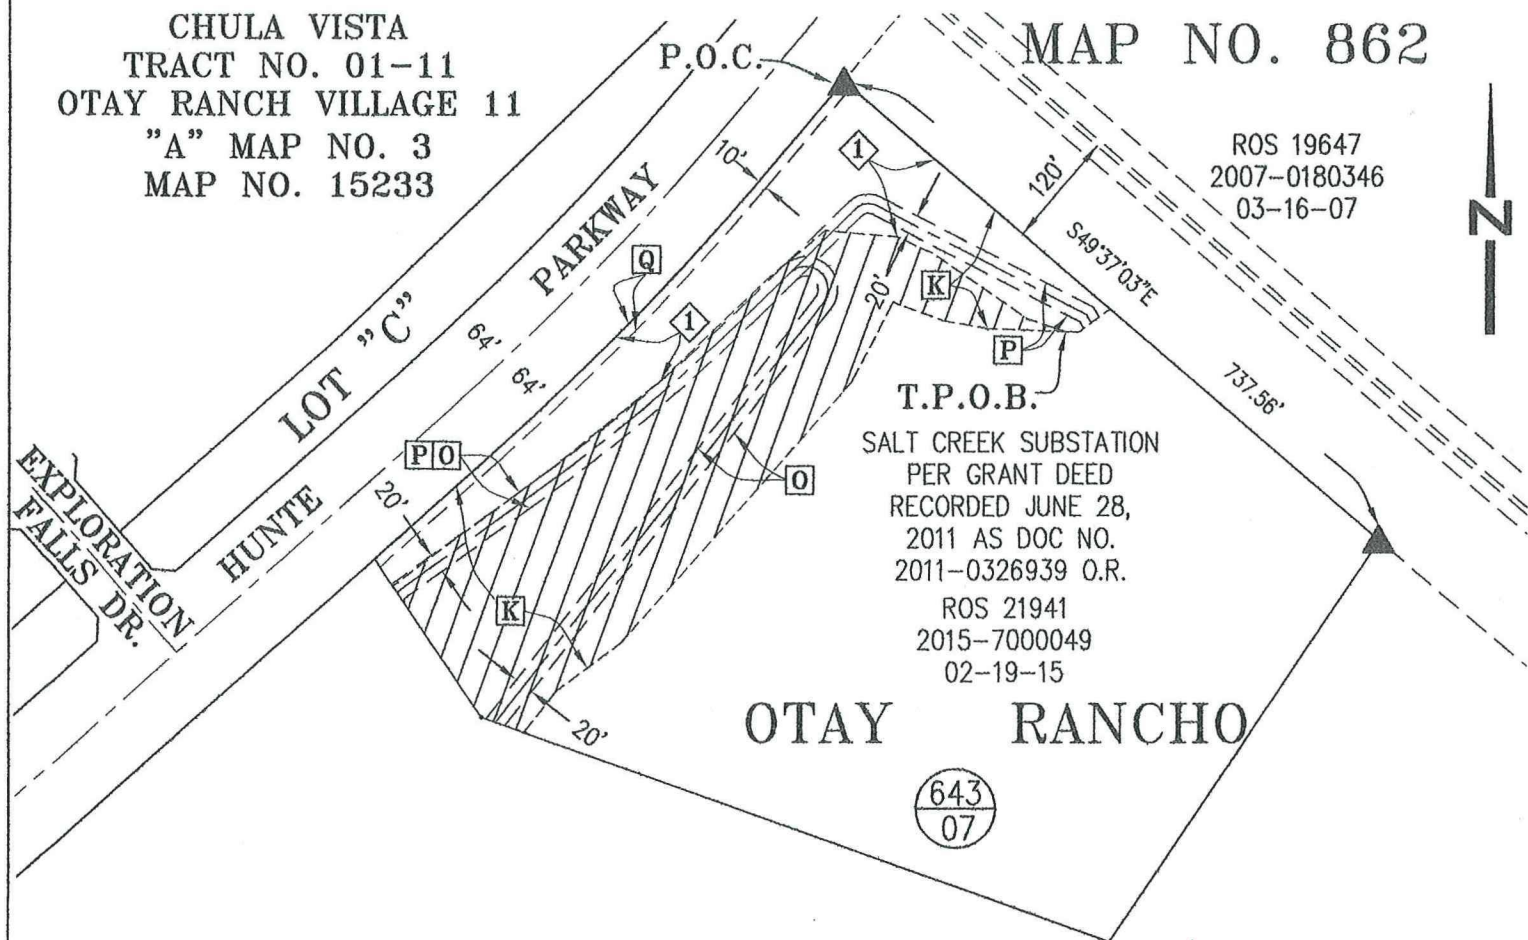 CHULA VISTA
TRACT NO. 01-11
OTAY RANCH VILLAGE 11
"A" MAP NO. 3
MAP NO. 15233
P.O.C.
MAP NO. 862
ROS 19647
2007-0180346
03-16-07
N
10'
1
120'
S49°37'03"E
737.56'
PARKWAY
Q
K
20'
P
1
LOT "C"
64'
64'
T.P.O.B.
SALT CREEK SUBSTATION
PER GRANT DEED
RECORDED JUNE 28,
2011 AS DOC NO.
2011-0326939 O.R.
ROS 21941
2015-7000049
02-19-15
P O
O
20'
HUNTE
EXPLORATION
FALLS DR.
K
20'
OTAY RANCHO
643
07